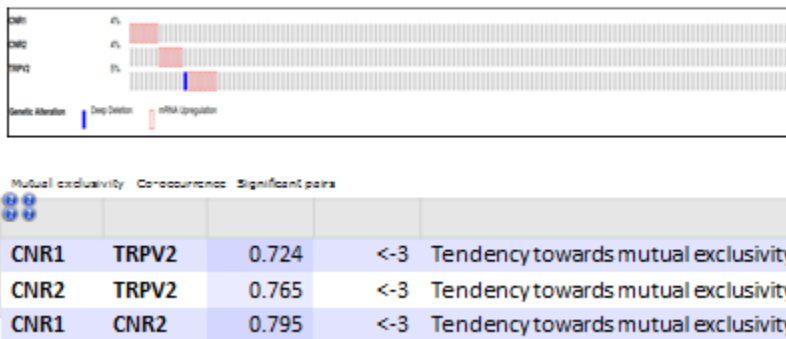 CNR1 4%
CNR2 4%
TRPV2 5%
Genetic Alteration Deep Deletion mRNA Upregulation
Mutual exclusivity Co-occurrence Significant pairs
CNR1 TRPV2 0.724 <-3 Tendency towards mutual exclusivity
CNR2 TRPV2 0.765 <-3 Tendency towards mutual exclusivity
CNR1 CNR2 0.795 <-3 Tendency towards mutual exclusivity